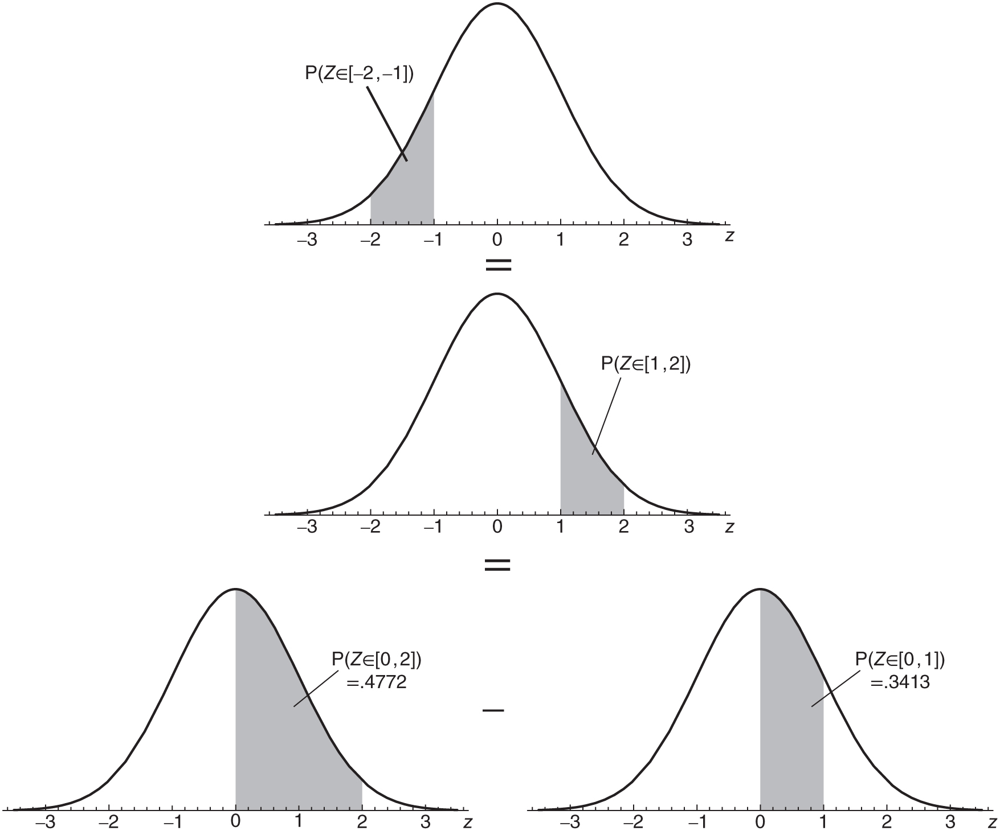 P(Z∈[–2,–1])
–3 –2 –1 0 1 2 3 z
=
P(Z∈[1,2])
–3 –2 –1 0 1 2 3 z
=
P(Z∈[0,2])
=.4772
–
P(Z∈[0,1])
=.3413
–3 –2 –1 0 1 2 3 z
–3 –2 –1 0 1 2 3 z